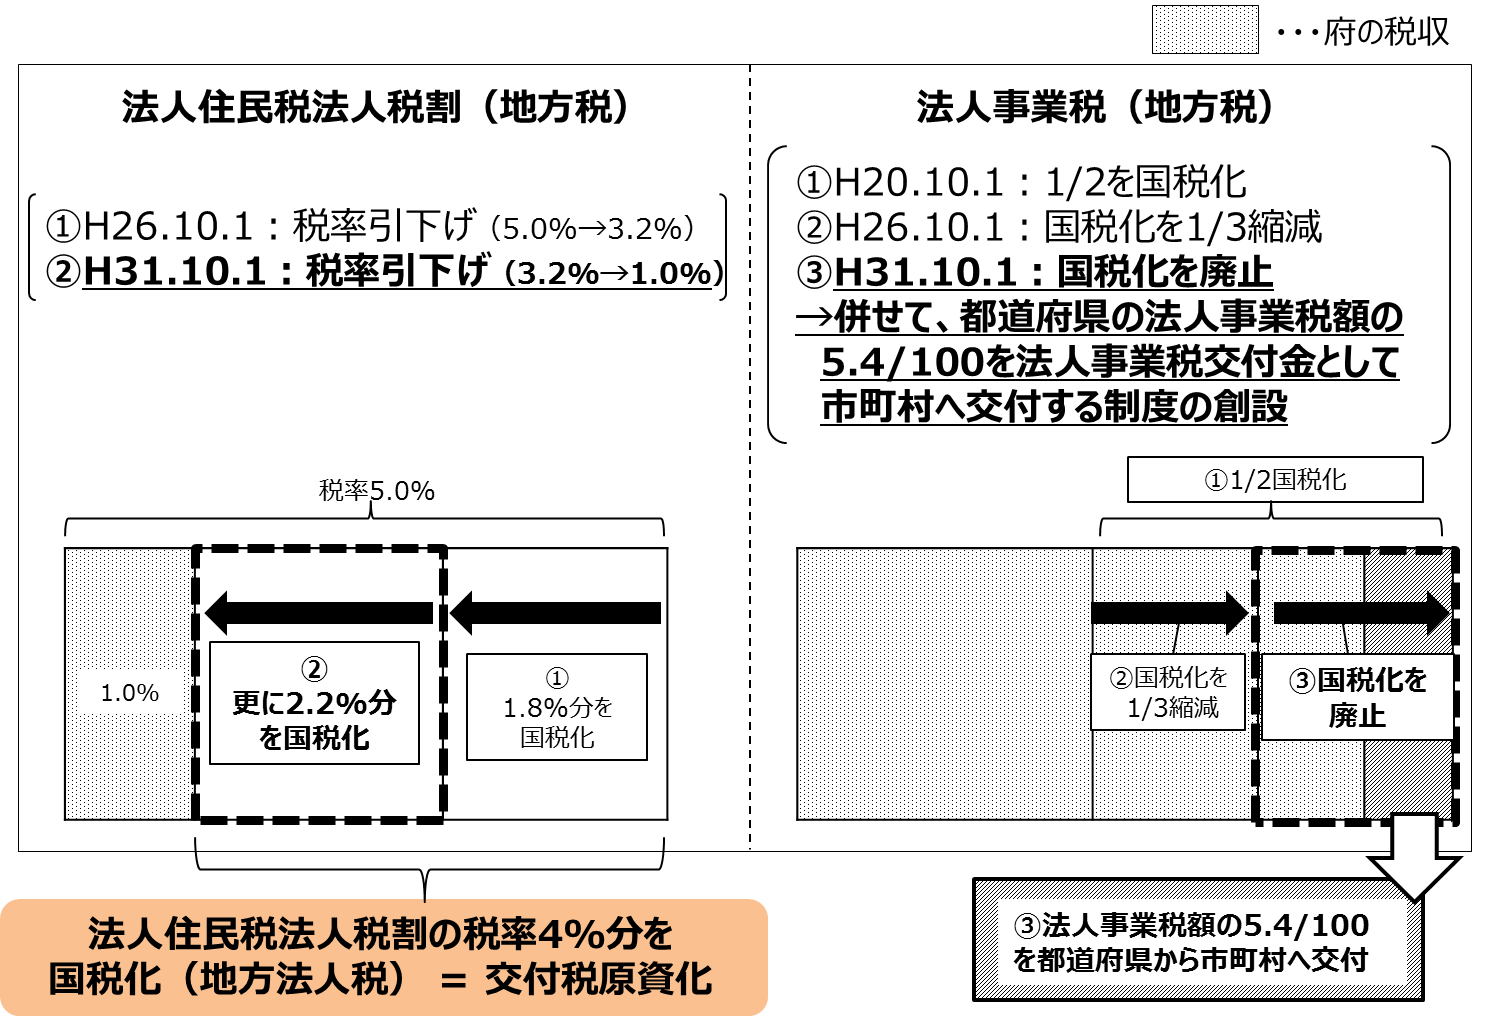 ・・・府の税収
法人住民税法人税割（地方税）
①H26.10.1：税率引下げ（5.0%→3.2%）
②H31.10.1：税率引下げ（3.2%→1.0%）
税率5.0%
1.0%
②
更に2.2%分
を国税化
①
1.8%分を
国税化
法人住民税法人税割の税率4%分を
国税化（地方法人税） = 交付税原資化
法人事業税（地方税）
①H20.10.1：1/2を国税化
②H26.10.1：国税化を1/3縮減
③H31.10.1：国税化を廃止
→併せて、都道府県の法人事業税額の
5.4/100を法人事業税交付金として
市町村へ交付する制度の創設
①1/2国税化
②国税化を
1/3縮減
③国税化を
廃止
③法人事業税額の5.4/100
を都道府県から市町村へ交付